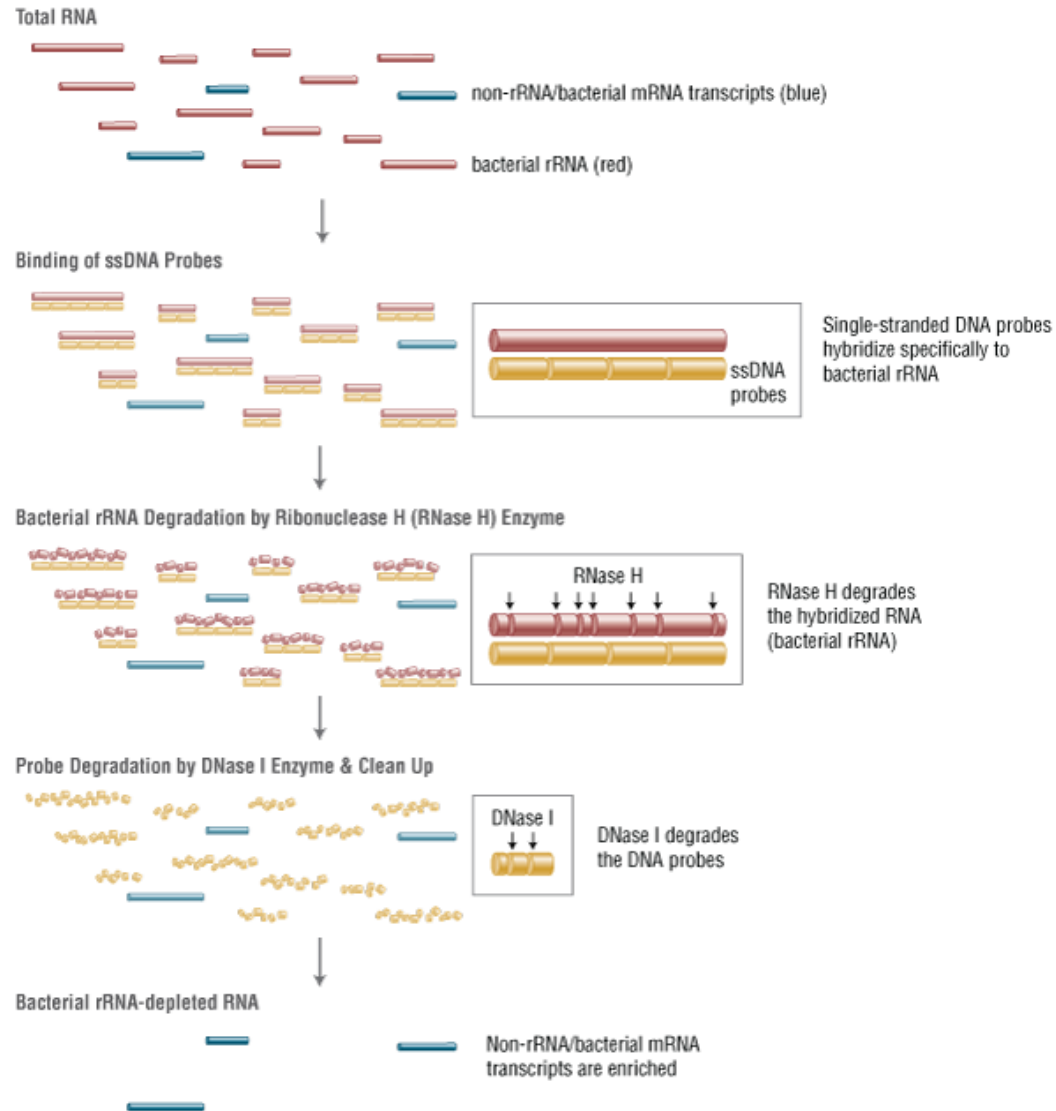 Total RNA
non-rRNA/bacterial mRNA transcripts (blue)
bacterial rRNA (red)
Binding of ssDNA Probes
ssDNA
probes
Single-stranded DNA probes
hybridize specifically to
bacterial rRNA
Bacterial rRNA Degradation by Ribonuclease H (RNase H) Enzyme
RNase H
RNase H degrades
the hybridized RNA
(bacterial rRNA)
Probe Degradation by DNase I Enzyme & Clean Up
DNase I
DNase I degrades
the DNA probes
Bacterial rRNA-depleted RNA
Non-rRNA/bacterial mRNA
transcripts are enriched